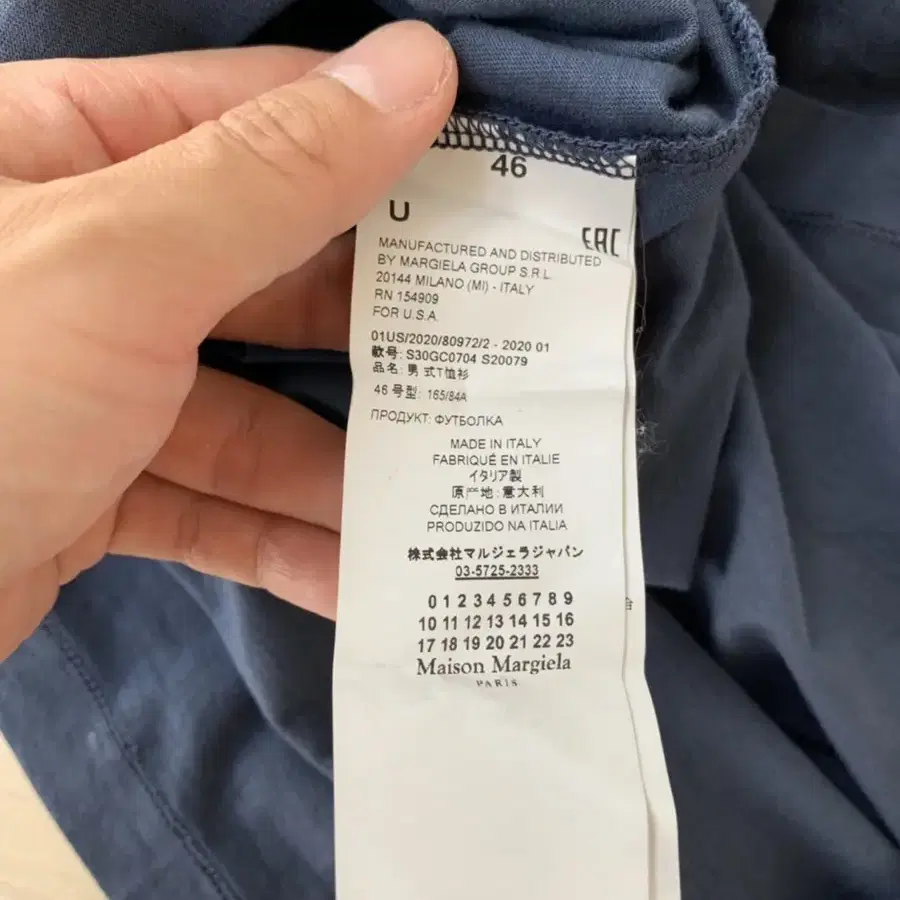 46
U
EAC
MANUFACTURED AND DISTRIBUTED
BY MARGIELA GROUP S.R.L.
20144 MILANO (MI) - ITALY
RN 154909
FOR U.S.A.
01US/2020/80972/2 - 2020 01
款号: S30GC0704 S20079
品名: 男式T恤衫
46 号型: 165/84A
ПРОДУКТ: ФУТБОЛКА
MADE IN ITALY
FABRIQUÉ EN ITALIE
イタリア製
原产地: 意大利
СДЕЛАНО В ИТАЛИИ
PRODUZIDO NA ITALIA
株式会社マルジェラジャパン
03-5725-2333
0 1 2 3 4 5 6 7 8 9
10 11 12 13 14 15 16
17 18 19 20 21 22 23
Maison Margiela
PARIS